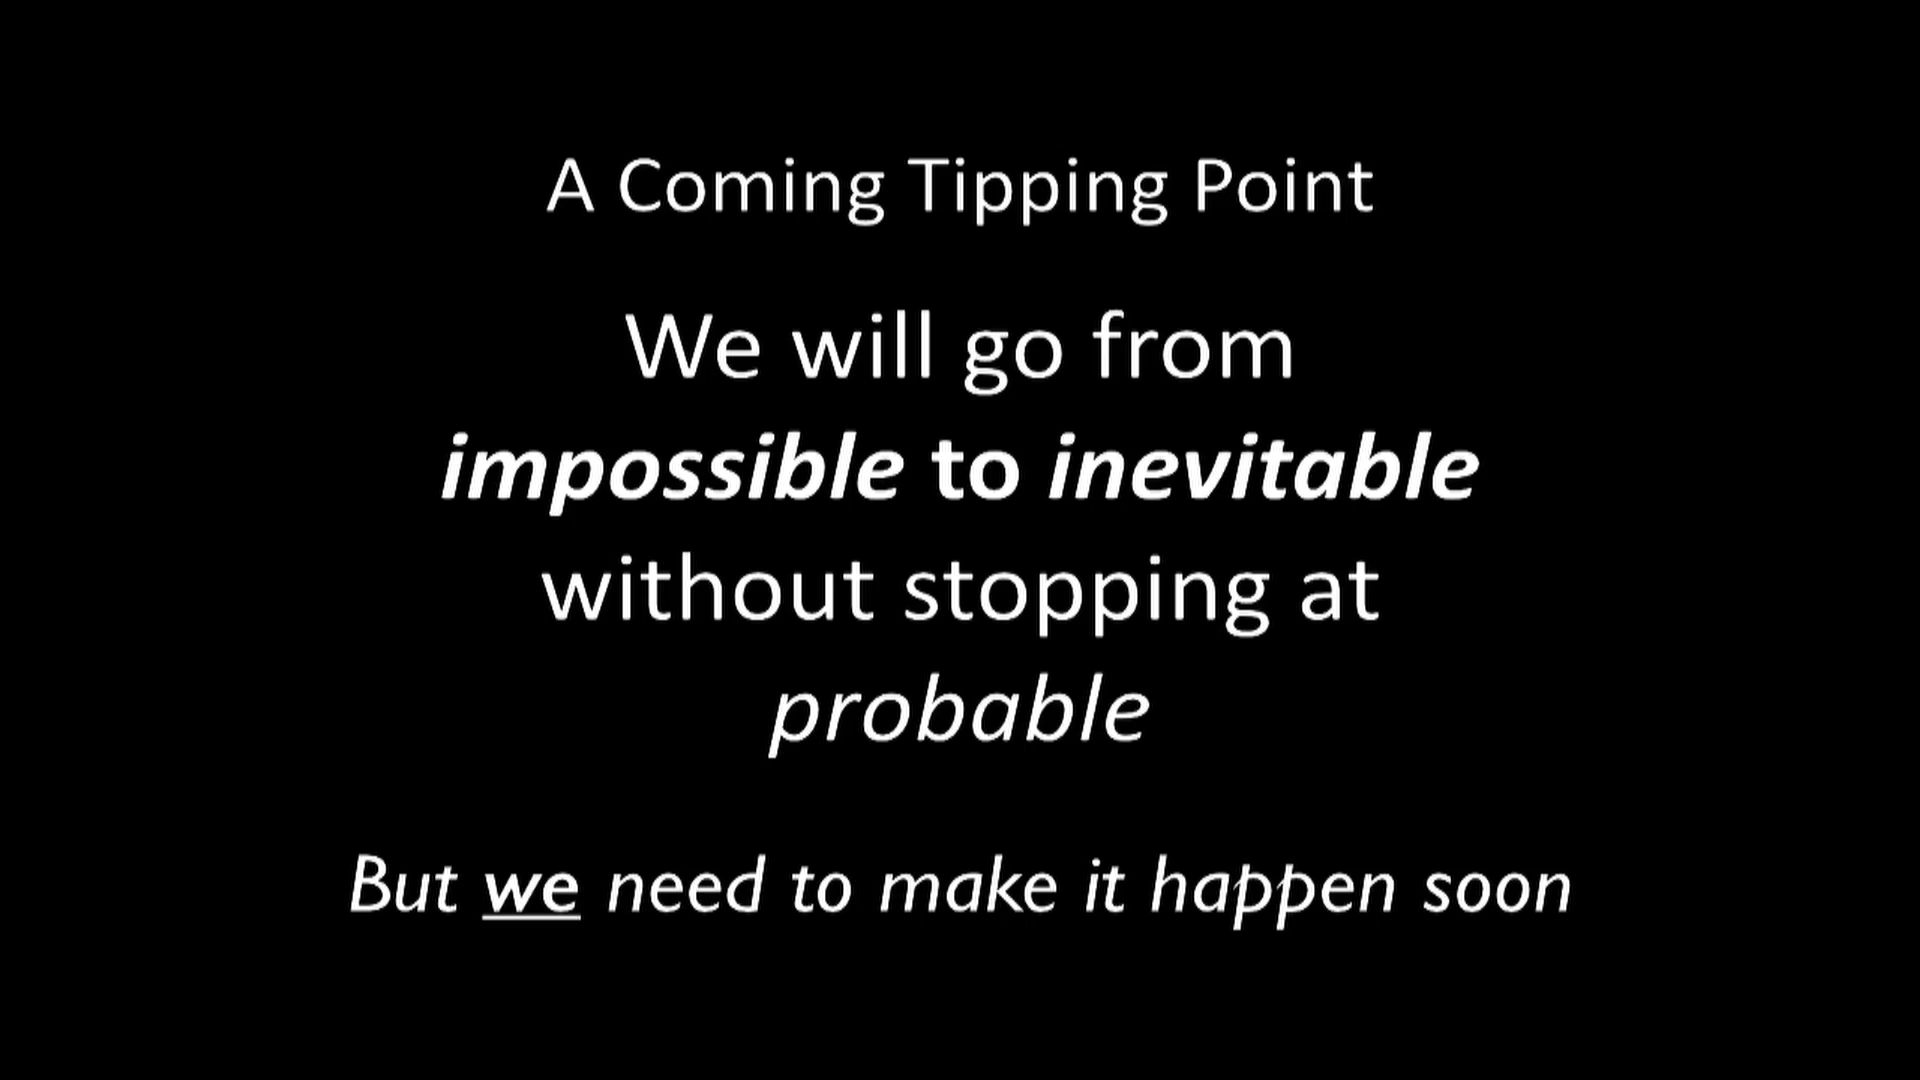 A Coming Tipping Point
We will go from
impossible to inevitable
without stopping at
probable
But we need to make it happen soon